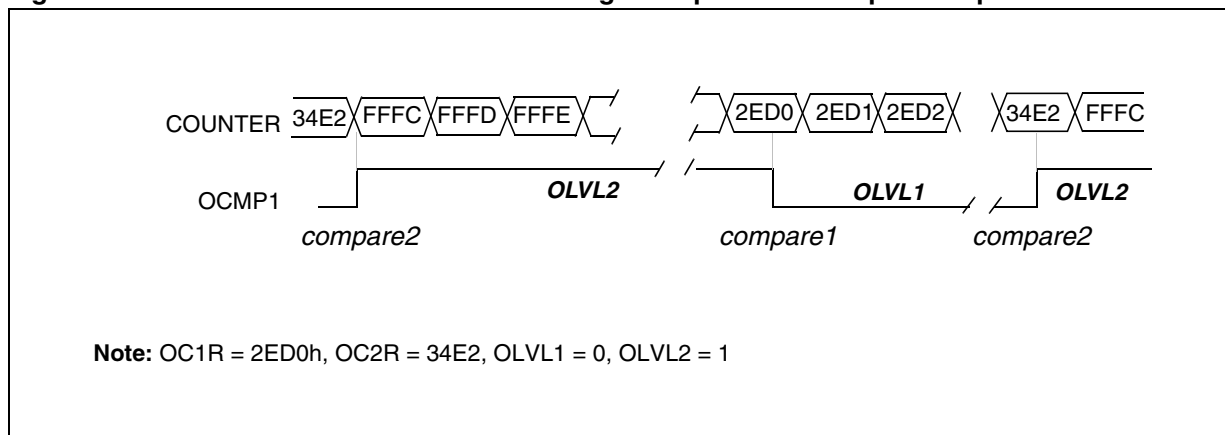 COUNTER 34E2 FFFC FFFD FFFE 2ED0 2ED1 2ED2 34E2 FFFC
OCMP1 OLVL2 OLVL1 OLVL2
compare2 compare1 compare2
Note: OC1R = 2ED0h, OC2R = 34E2, OLVL1 = 0, OLVL2 = 1